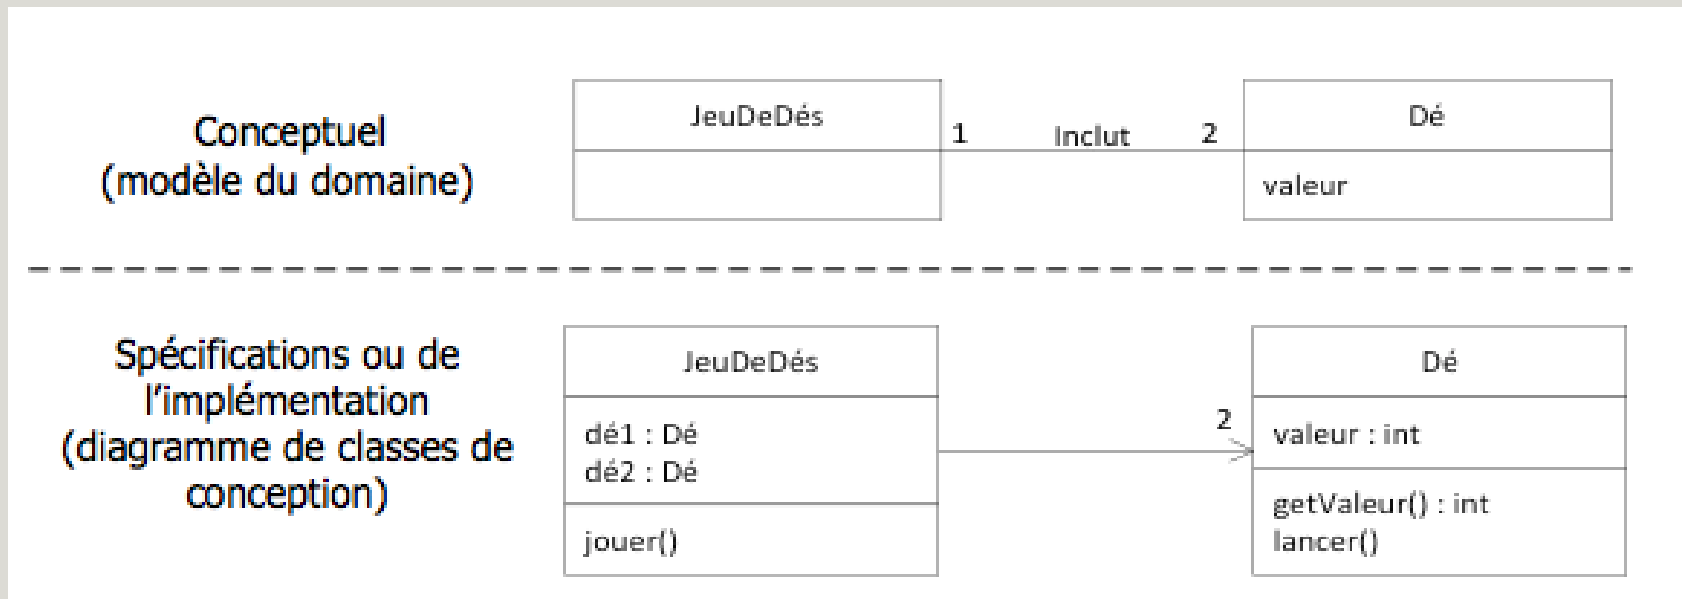 Conceptuel
(modèle du domaine)
JeuDeDés
1 Inclut 2
Dé
valeur
Spécifications ou de
l'implémentation
(diagramme de classes de
conception)
JeuDeDés
dé1 : Dé
dé2 : Dé
jouer()
2
Dé
valeur : int
getValeur() : int
lancer()